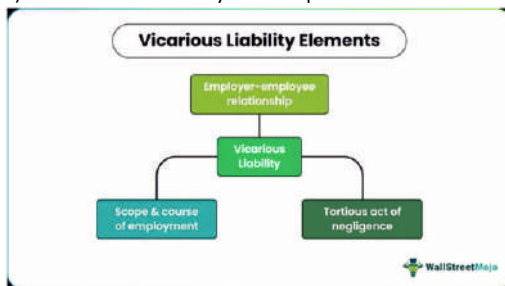 Vicarious Liability Elements
Employer-employee
relationship
Vicarious
Liability
Scope & course
of employment
Tortious act of
negligence
WallStreetMojo